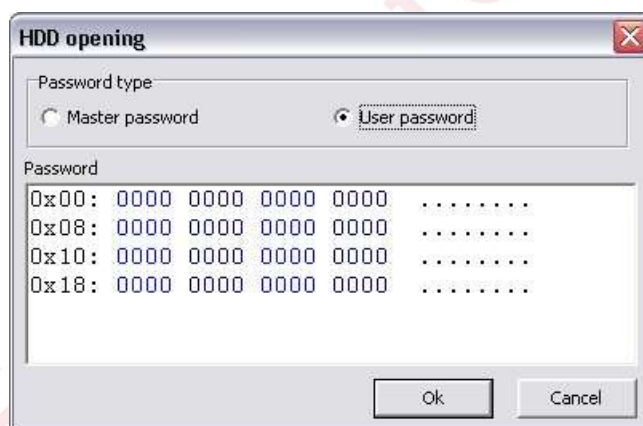 HDD opening
Password type
Master password
User password
Password
0x00: 0000 0000 0000 0000 ........
0x08: 0000 0000 0000 0000 ........
0x10: 0000 0000 0000 0000 ........
0x18: 0000 0000 0000 0000 ........
Ok
Cancel